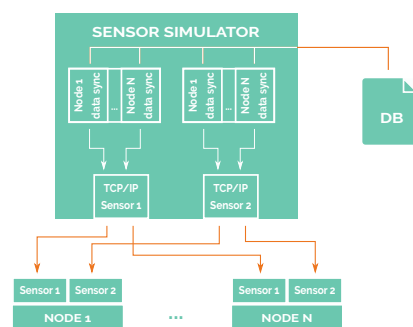 SENSOR SIMULATOR
Node 1
data sync
...
Node N
data sync
Node 1
data sync
...
Node N
data sync
DB
TCP/IP
Sensor 1
TCP/IP
Sensor 2
Sensor 1
Sensor 2
Sensor 1
Sensor 2
NODE 1
...
NODE N